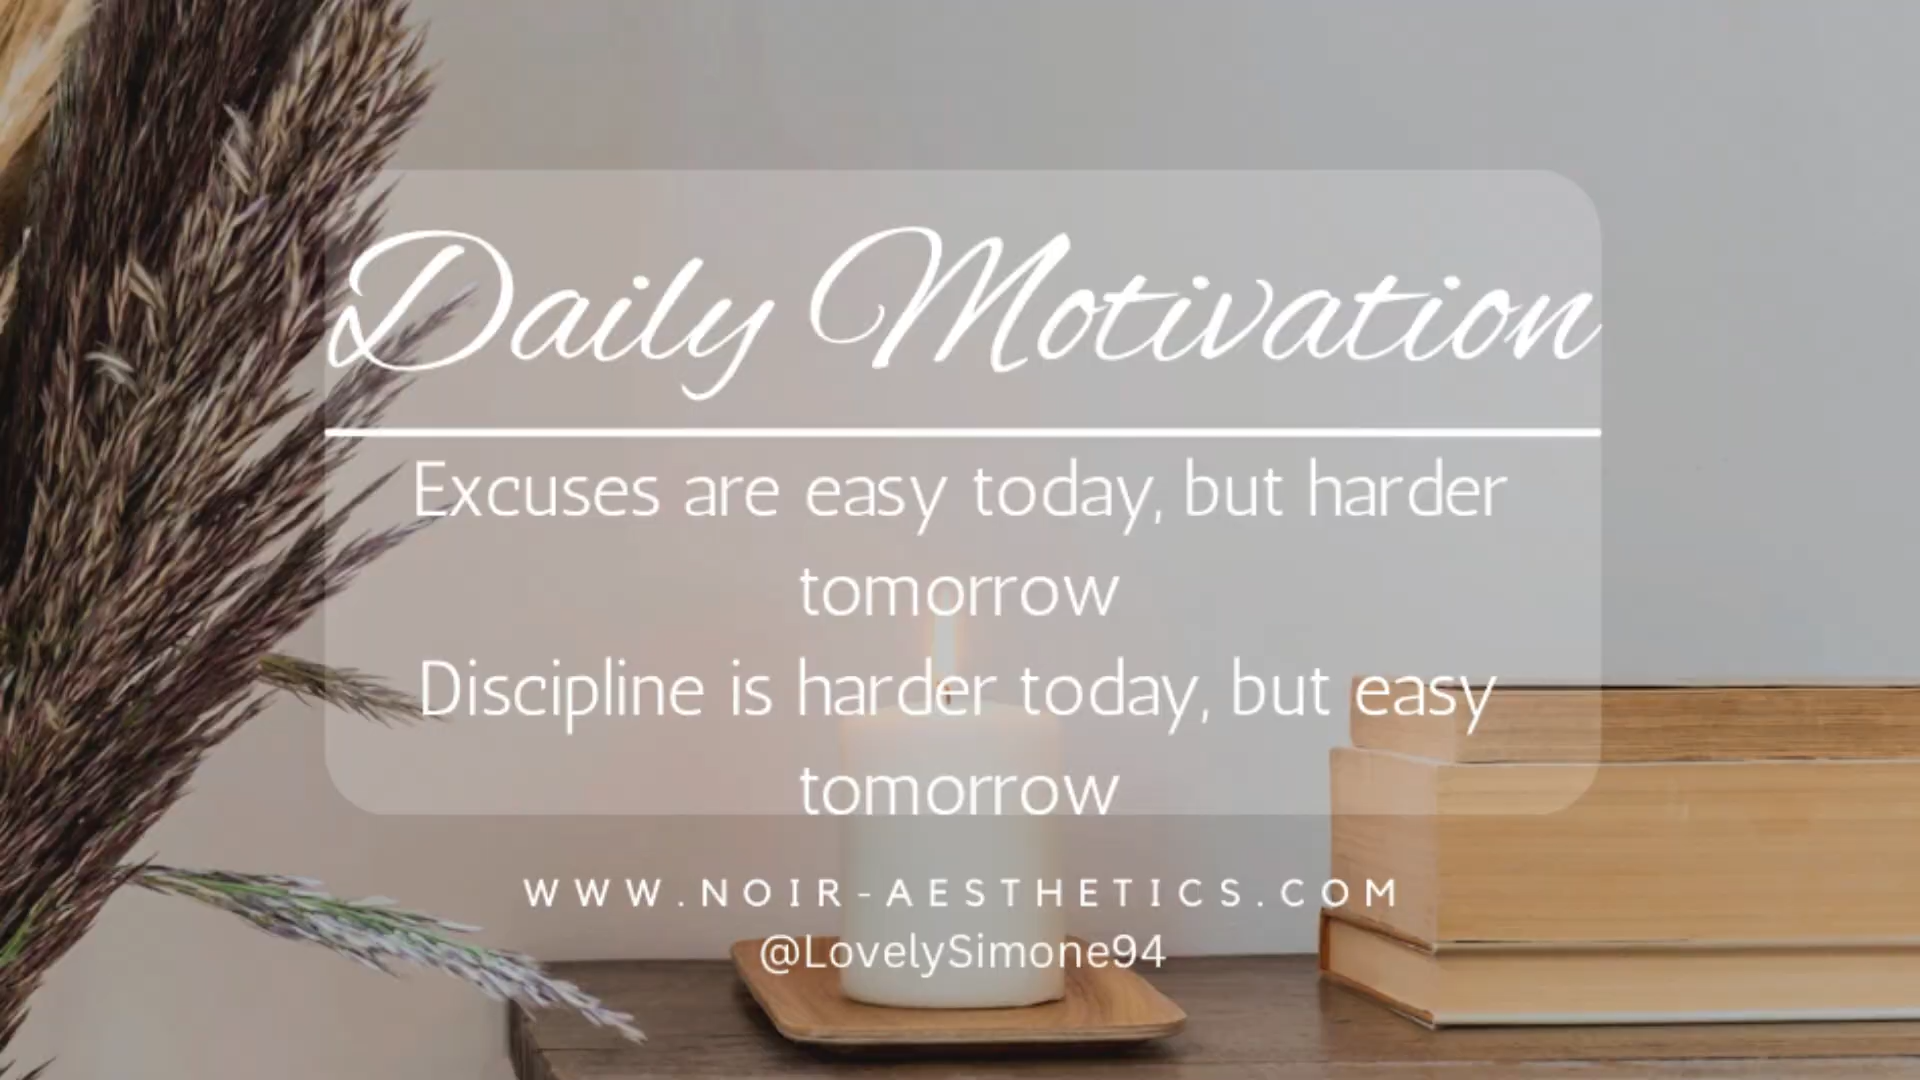 Daily Motivation
Excuses are easy today, but harder
tomorrow
Discipline is harder today, but easy
tomorrow
WWW.NOIR-AESTHETICS.COM
@LovelySimone94